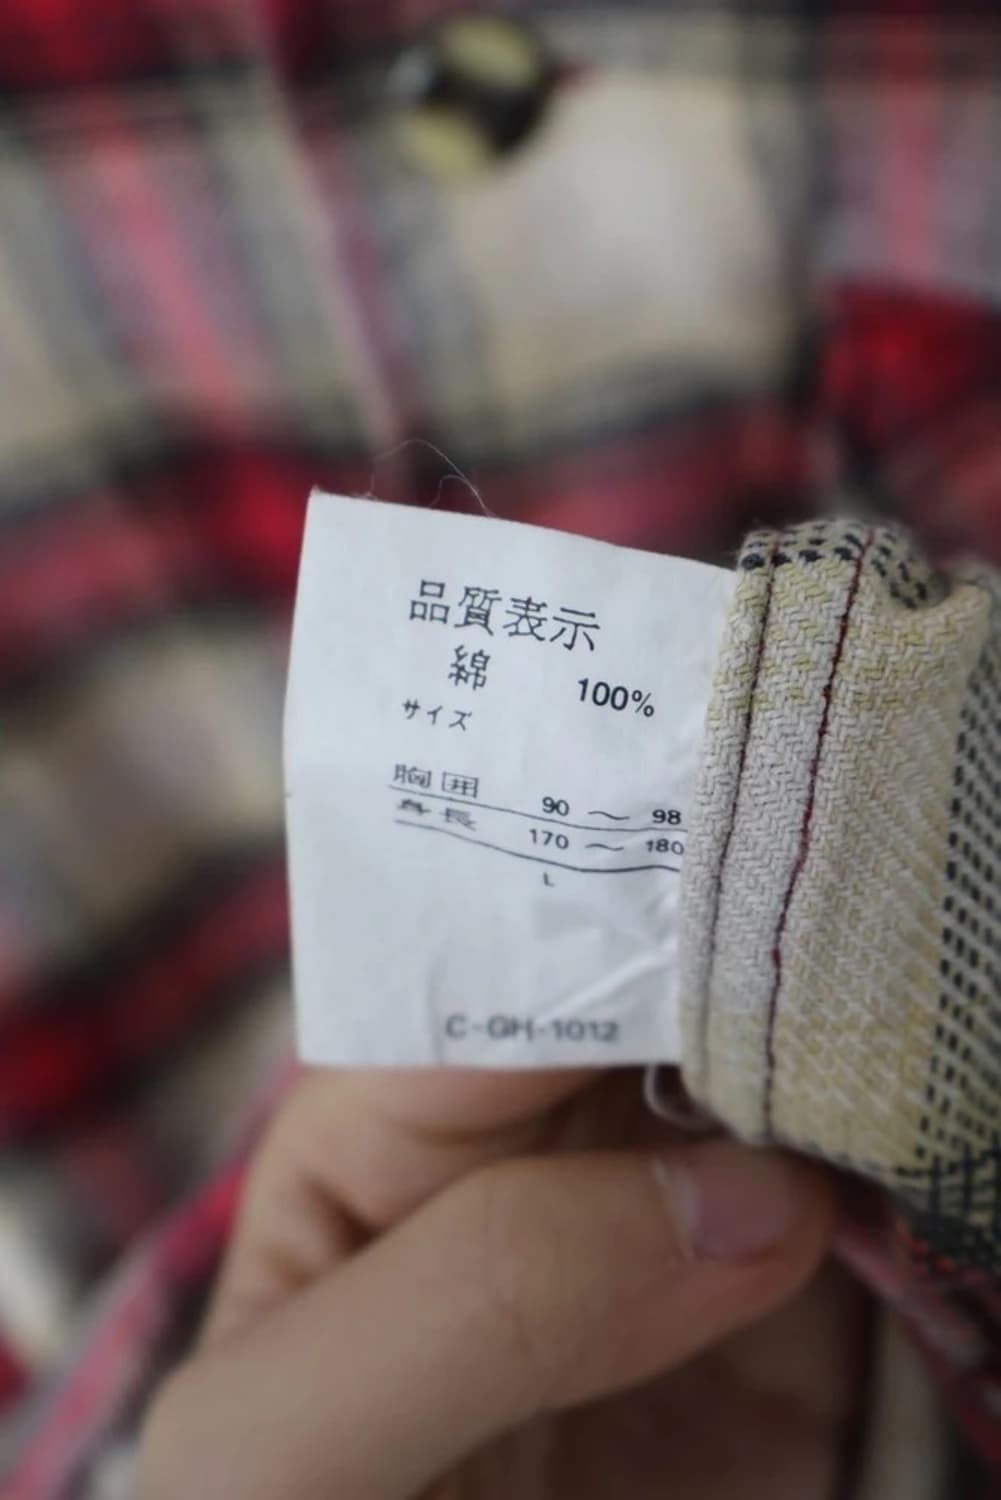 品質表示
綿 100%
サイズ
胸囲 90 ～ 98
身長 170 ～ 180
L
C-GH-1012